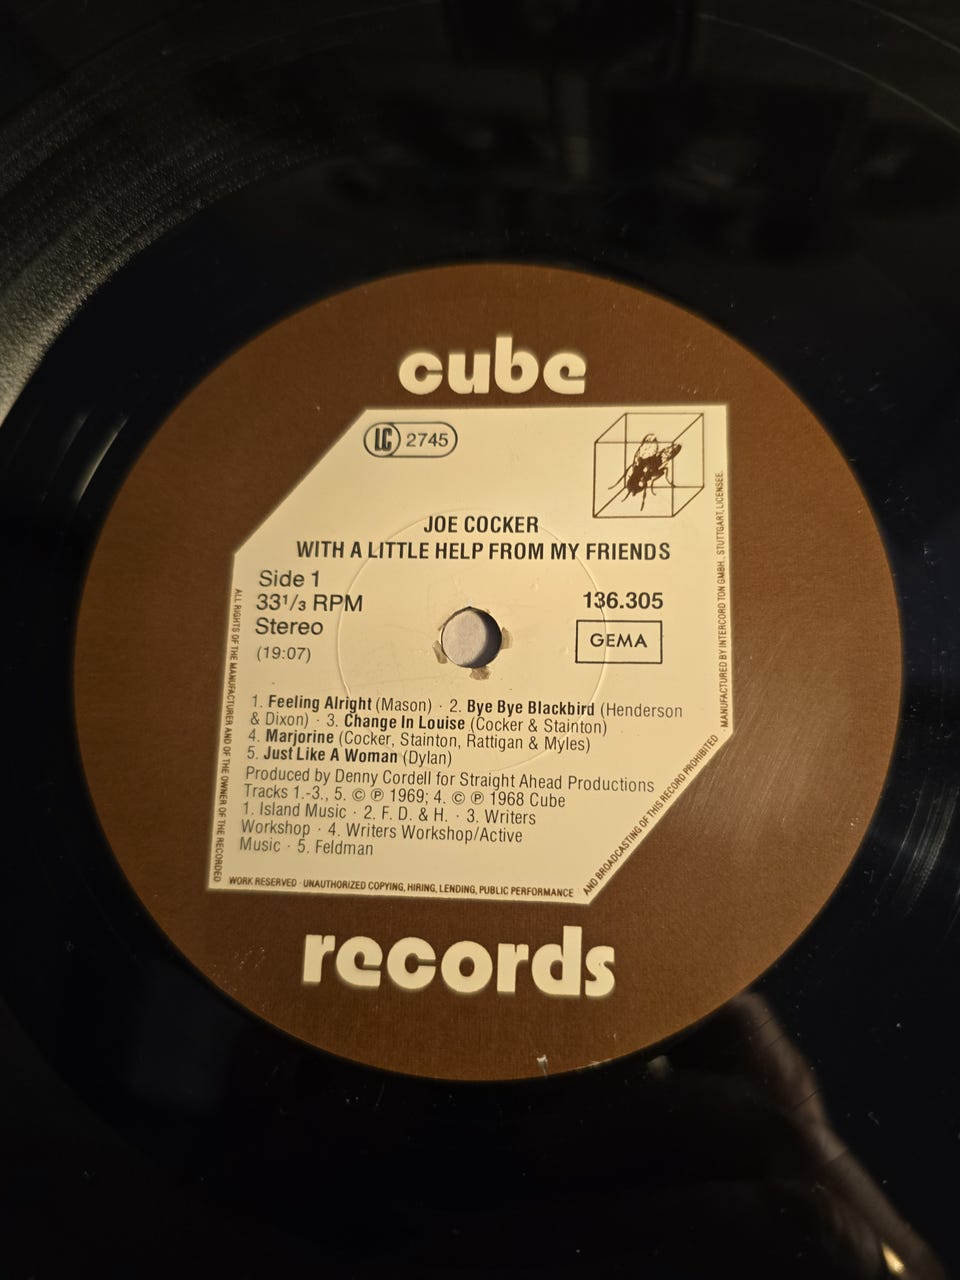 cube
LC 2745
JOE COCKER
WITH A LITTLE HELP FROM MY FRIENDS
Side 1
33¹/₃ RPM
Stereo
(19:07)
136.305
GEMA
1. Feeling Alright (Mason) · 2. Bye Bye Blackbird (Henderson
& Dixon) · 3. Change In Louise (Cocker & Stainton)
4. Marjorine (Cocker, Stainton, Rattigan & Myles)
5. Just Like A Woman (Dylan)
Produced by Denny Cordell for Straight Ahead Productions
Tracks 1.-3., 5. © ℗ 1969; 4. © ℗ 1968 Cube
1. Island Music · 2. F. D. & H. · 3. Writers
Workshop · 4. Writers Workshop/Active
Music · 5. Feldman
ALL RIGHTS OF THE MANUFACTURER AND OF THE OWNER OF THE RECORDED
WORK RESERVED · UNAUTHORIZED COPYING, HIRING, LENDING, PUBLIC PERFORMANCE
AND BROADCASTING OF THIS RECORD PROHIBITED
· MANUFACTURED BY INTERCORD TON GMBH., STUTTGART, LICENSEE.
records